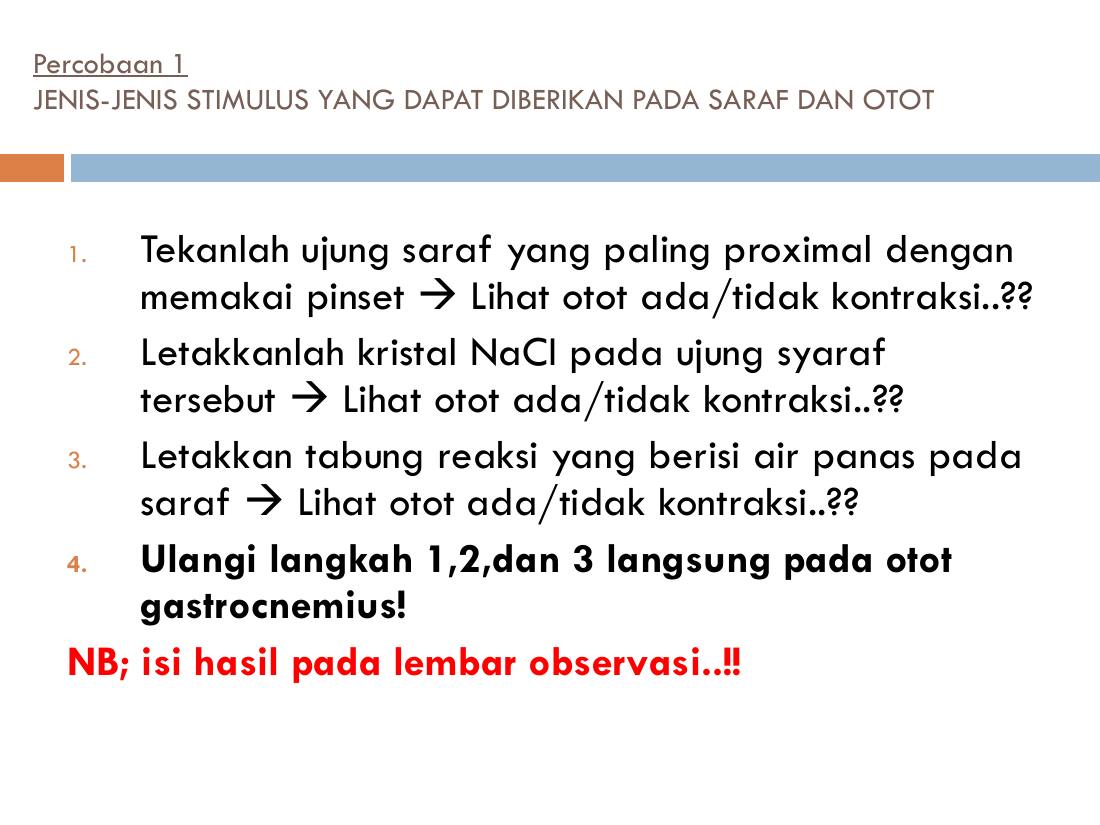 Percobaan 1
JENIS-JENIS STIMULUS YANG DAPAT DIBERIKAN PADA SARAF DAN OTOT
1. Tekanlah ujung saraf yang paling proximal dengan
memakai pinset → Lihat otot ada/tidak kontraksi..??
2. Letakkanlah kristal NaCl pada ujung syaraf
tersebut → Lihat otot ada/tidak kontraksi..??
3. Letakkan tabung reaksi yang berisi air panas pada
saraf → Lihat otot ada/tidak kontraksi..??
4. Ulangi langkah 1,2,dan 3 langsung pada otot
gastrocnemius!
NB; isi hasil pada lembar observasi..!!